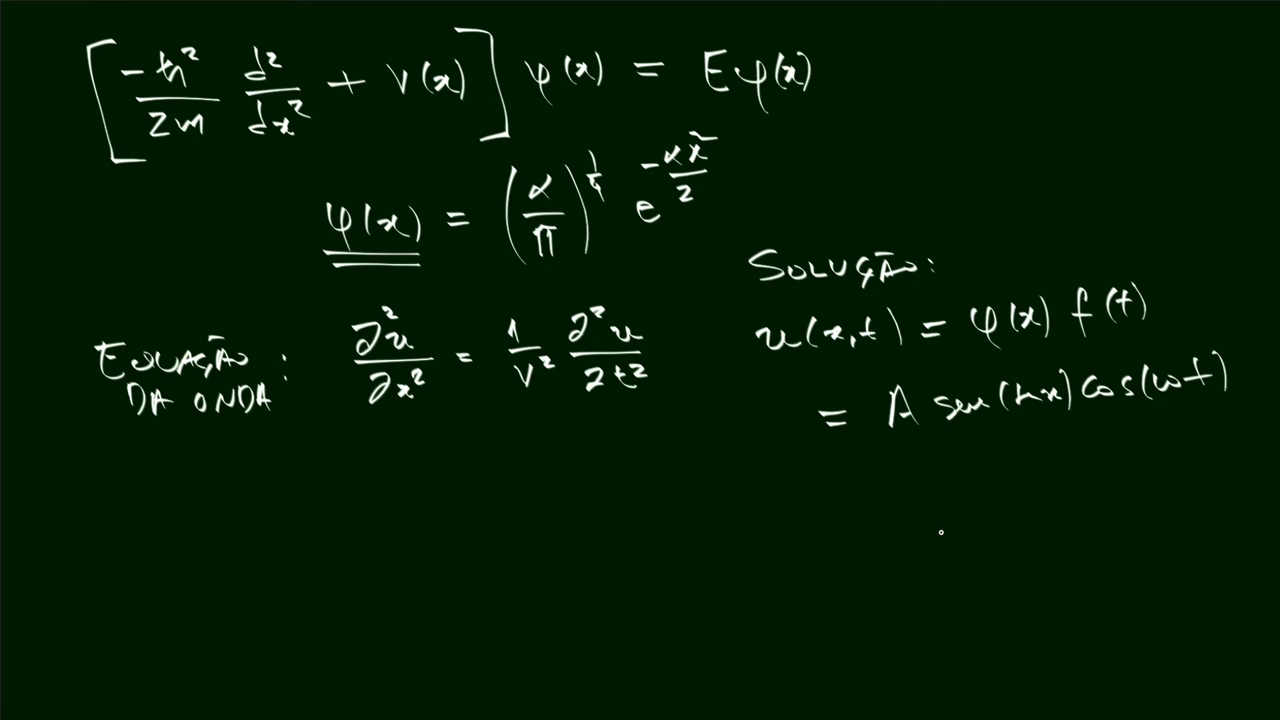 [-ħ²/2m d²/dx² + V(x)] φ(x) = Eφ(x)
φ(x) = (α/π)^¼ e^(-αx²/2)
EQUAÇÃO DA ONDA: ∂²u/∂x² = 1/v² ∂²u/∂t²
SOLUÇÃO:
u(x,t) = φ(x) f(t)
= A sen(kx) cos(ωt)